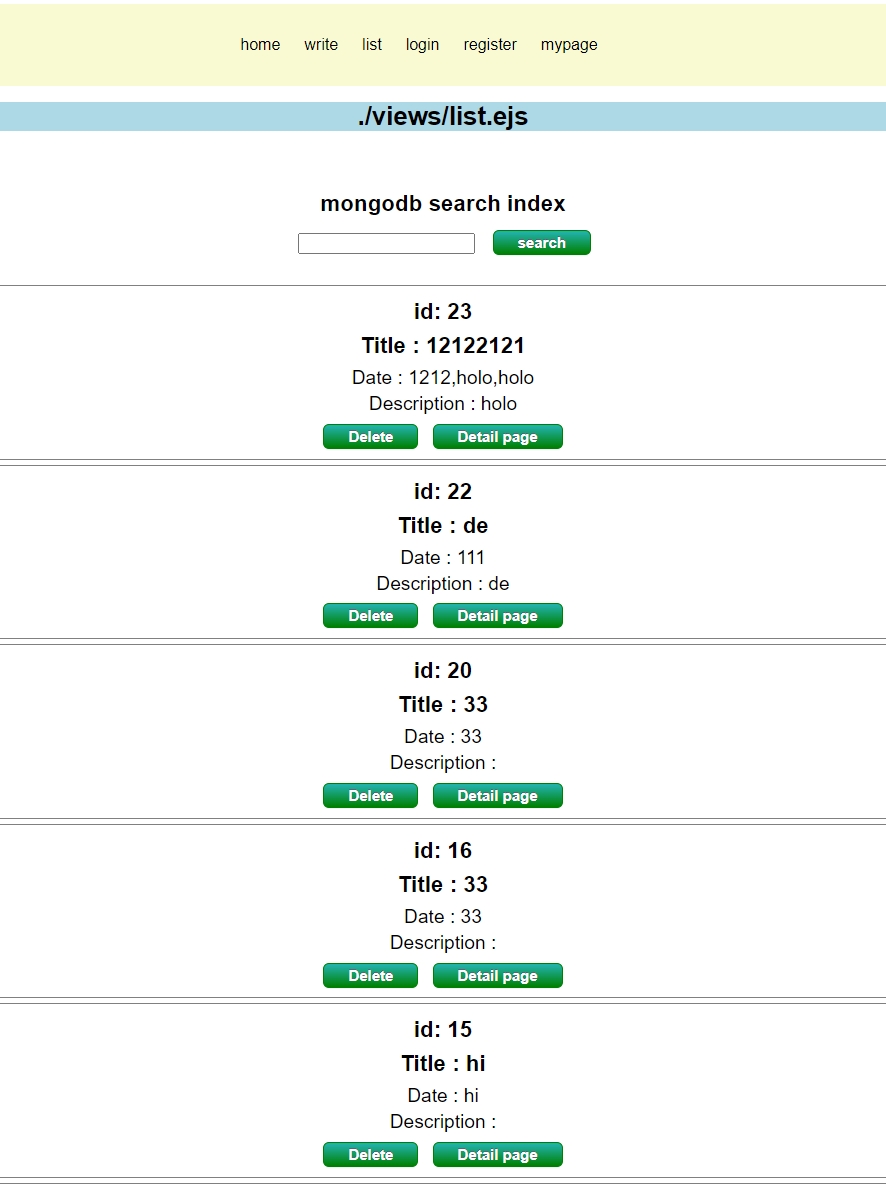 home write list login register mypage
./views/list.ejs
mongodb search index
search
id: 23
Title : 12122121
Date : 1212,holo,holo
Description : holo
Delete Detail page
id: 22
Title : de
Date : 111
Description : de
Delete Detail page
id: 20
Title : 33
Date : 33
Description :
Delete Detail page
id: 16
Title : 33
Date : 33
Description :
Delete Detail page
id: 15
Title : hi
Date : hi
Description :
Delete Detail page